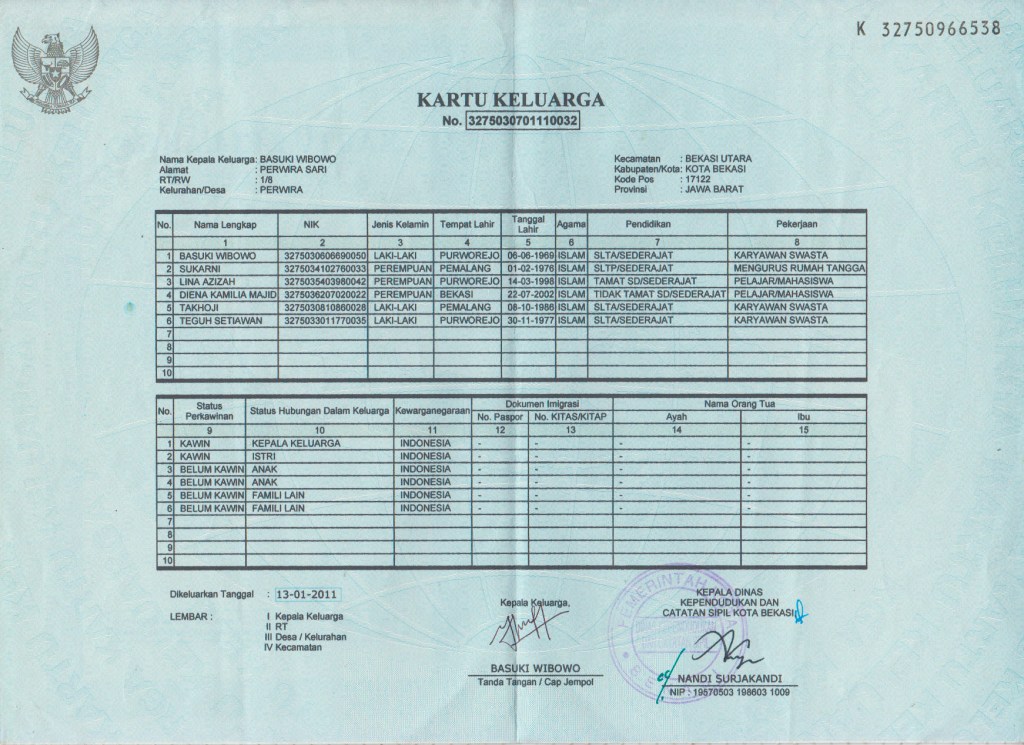 K 32750966538
KARTU KELUARGA
No. 3275030701110032
Nama Kepala Keluarga : BASUKI WIBOWO
Alamat : PERWIRA SARI
RT/RW : 1/8
Kelurahan/Desa : PERWIRA
Kecamatan : BEKASI UTARA
Kabupaten/Kota : KOTA BEKASI
Kode Pos : 17122
Provinsi : JAWA BARAT
No. Nama Lengkap NIK Jenis Kelamin Tempat Lahir Tanggal Lahir Agama Pendidikan Pekerjaan
1 2 3 4 5 6 7 8
1 BASUKI WIBOWO 3275030606690050 LAKI-LAKI PURWOREJO 06-06-1969 ISLAM SLTA/SEDERAJAT KARYAWAN SWASTA
2 SUKARNI 3275034102760033 PEREMPUAN PEMALANG 01-02-1976 ISLAM SLTP/SEDERAJAT MENGURUS RUMAH TANGGA
3 LINA AZIZAH 3275035403980042 PEREMPUAN PURWOREJO 14-03-1998 ISLAM TAMAT SD/SEDERAJAT PELAJAR/MAHASISWA
4 DIENA KAMILIA MAJID 3275036207020022 PEREMPUAN BEKASI 22-07-2002 ISLAM TIDAK TAMAT SD/SEDERAJAT PELAJAR/MAHASISWA
5 TAKHOJI 3275030810860028 LAKI-LAKI PEMALANG 08-10-1986 ISLAM SLTA/SEDERAJAT KARYAWAN SWASTA
6 TEGUH SETIAWAN 3275033011770035 LAKI-LAKI PURWOREJO 30-11-1977 ISLAM SLTA/SEDERAJAT KARYAWAN SWASTA
7
8
9
10
No. Status Perkawinan Status Hubungan Dalam Keluarga Kewarganegaraan Dokumen Imigrasi Nama Orang Tua
No. Paspor No. KITAS/KITAP Ayah Ibu
9 10 11 12 13 14 15
1 KAWIN KEPALA KELUARGA INDONESIA - - - -
2 KAWIN ISTRI INDONESIA - - - -
3 BELUM KAWIN ANAK INDONESIA - - - -
4 BELUM KAWIN ANAK INDONESIA - - - -
5 BELUM KAWIN FAMILI LAIN INDONESIA - - - -
6 BELUM KAWIN FAMILI LAIN INDONESIA - - - -
7
8
9
10
Dikeluarkan Tanggal : 13-01-2011
LEMBAR : I Kepala Keluarga
II RT
III Desa / Kelurahan
IV Kecamatan
Kepala Keluarga,
BASUKI WIBOWO
Tanda Tangan / Cap Jempol
KEPALA DINAS
KEPENDUDUKAN DAN
CATATAN SIPIL KOTA BEKASI
NANDI SURJAKANDI
NIP : 19570503 198603 1009
PEMERINTAH